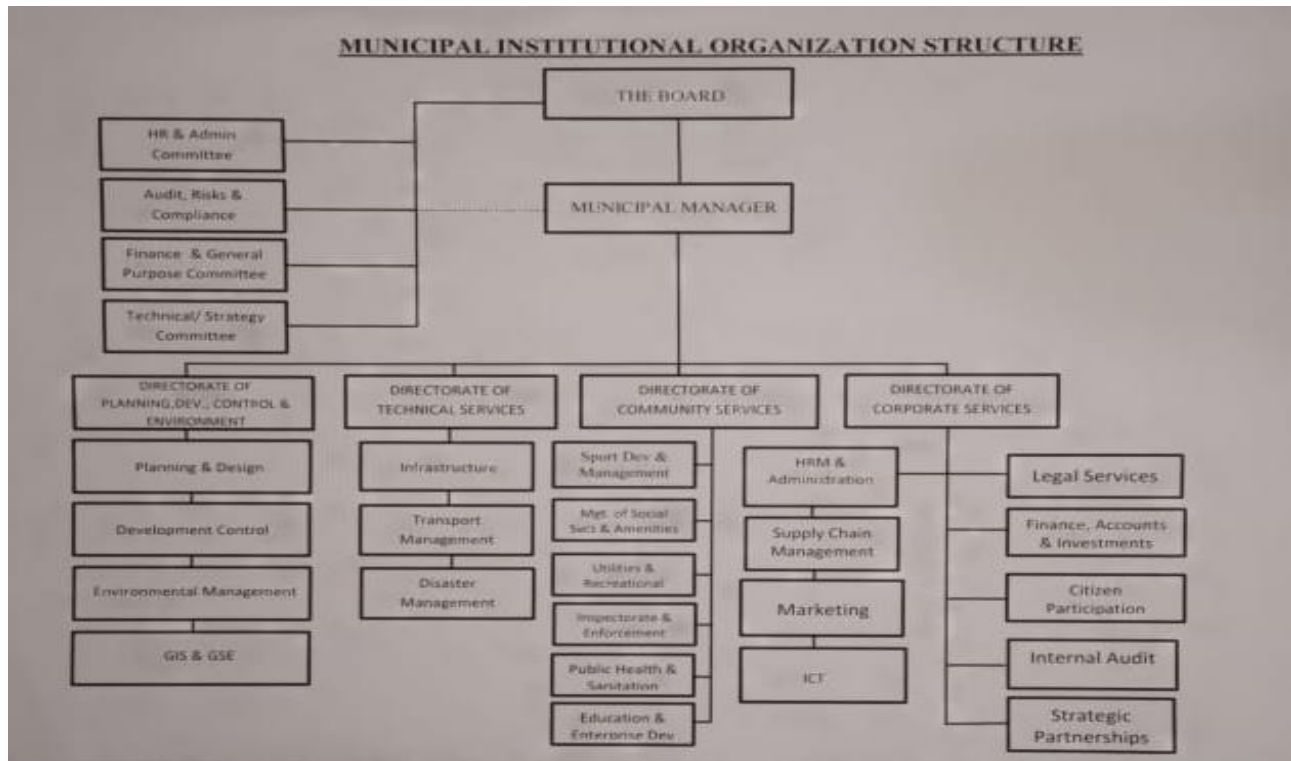 MUNICIPAL INSTITUTIONAL ORGANIZATION STRUCTURE
THE BOARD
HR & Admin
Committee
Audit, Risks &
Compliance
MUNICIPAL MANAGER
Finance & General
Purpose Committee
Technical/ Strategy
Committee
DIRECTORATE OF
PLANNING,DEV., CONTROL &
ENVIRONMENT
DIRECTORATE OF
TECHNICAL SERVICES
DIRECTORATE OF
COMMUNITY SERVICES
DIRECTORATE OF
CORPORATE SERVICES
Planning & Design
Development Control
Environmental Management
GIS & GSE
Infrastructure
Transport
Management
Disaster
Management
Sport Dev &
Management
Mgt. of Social
Svcs & Amenities
Utilities &
Recreational
Inspectorate &
Enforcement
Public Health &
Sanitation
Education &
Enterprise Dev
HRM &
Administration
Supply Chain
Management
Marketing
ICT
Legal Services
Finance, Accounts
& Investments
Citizen
Participation
Internal Audit
Strategic
Partnerships